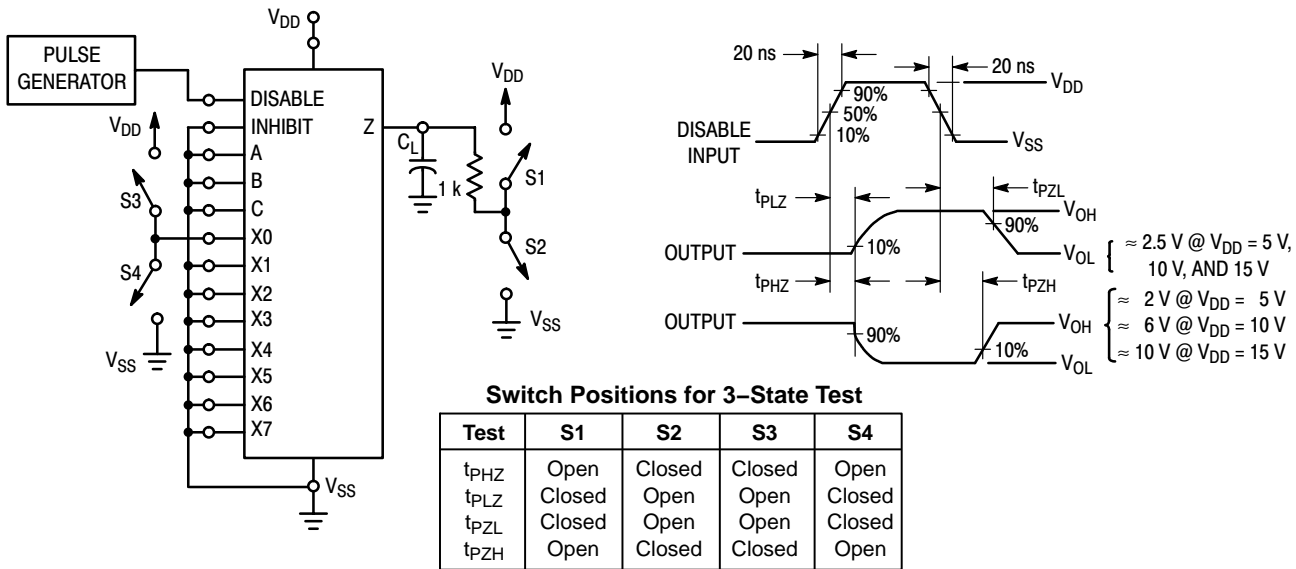 PULSE
GENERATOR
VDD
DISABLE
INHIBIT
A
B
C
X0
X1
X2
X3
X4
X5
X6
X7
Z
VDD
S3
S4
VSS
VSS
CL
1 k
VDD
S1
S2
VSS
20 ns
20 ns
VDD
90%
50%
10%
DISABLE
INPUT
VSS
tPLZ
tPZL
VOH
90%
10%
OUTPUT
VOL
≈ 2.5 V @ VDD = 5 V,
10 V, AND 15 V
tPHZ
tPZH
OUTPUT
VOH
90%
10%
VOL
≈ 2 V @ VDD = 5 V
≈ 6 V @ VDD = 10 V
≈ 10 V @ VDD = 15 V
Switch Positions for 3–State Test
Test S1 S2 S3 S4
tPHZ Open Closed Closed Open
tPLZ Closed Open Open Closed
tPZL Closed Open Open Closed
tPZH Open Closed Closed Open